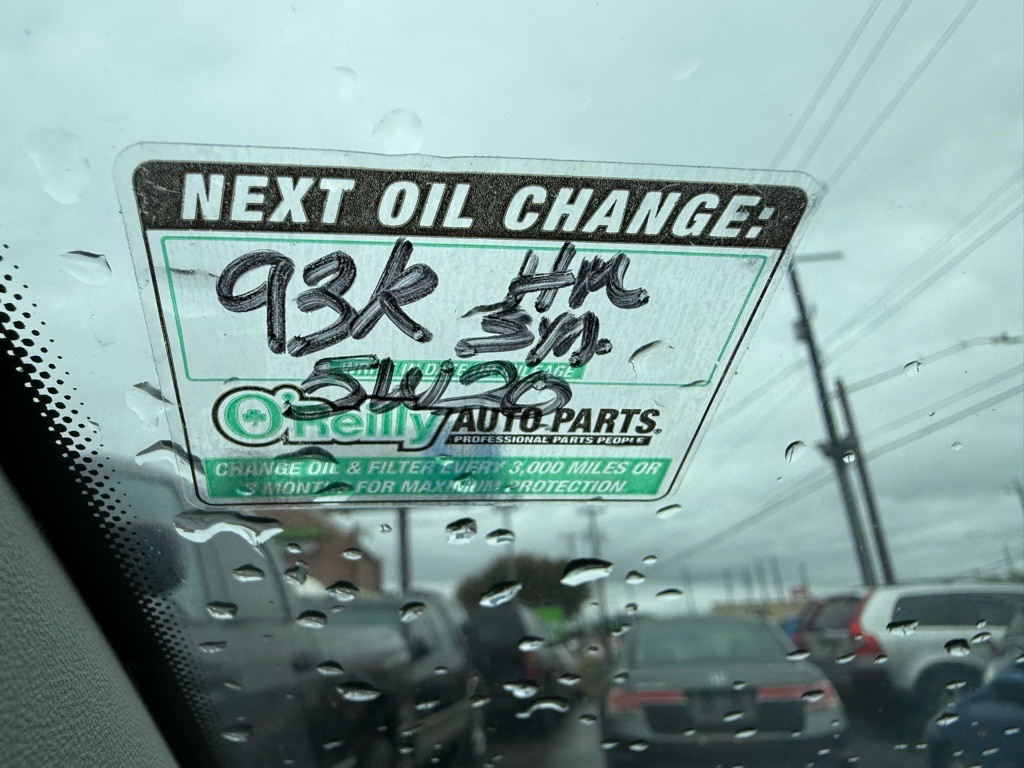 NEXT OIL CHANGE:
93k Hm
Syn.
5W20
O'Reilly AUTO PARTS®
PROFESSIONAL PARTS PEOPLE
CHANGE OIL & FILTER EVERY 3,000 MILES OR
3 MONTHS FOR MAXIMUM PROTECTION